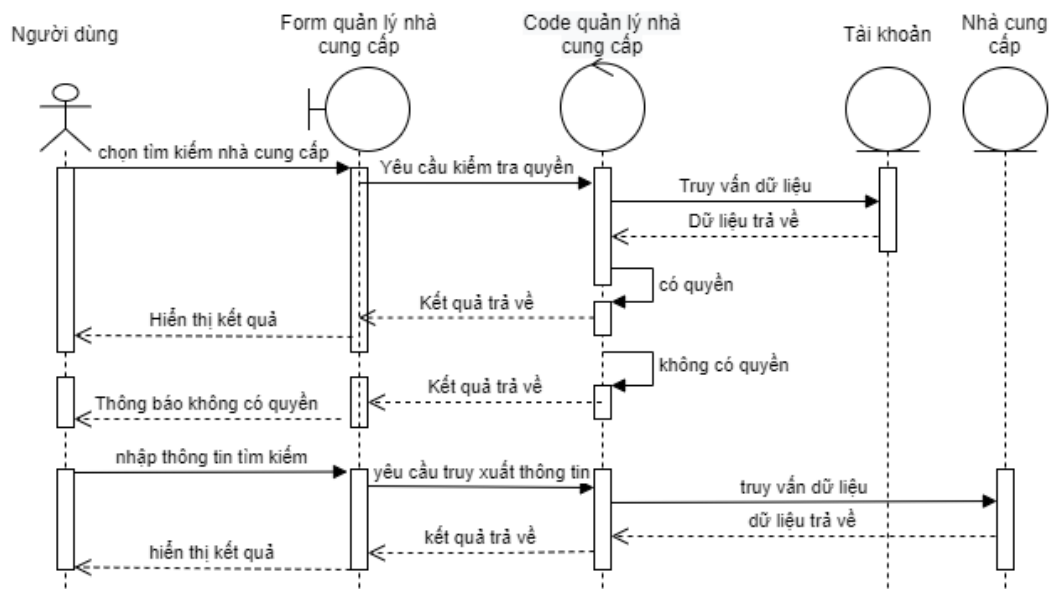 Người dùng
Form quản lý nhà
cung cấp
Code quản lý nhà
cung cấp
Tài khoản
Nhà cung
cấp
chọn tìm kiếm nhà cung cấp
Yêu cầu kiểm tra quyền
Truy vấn dữ liệu
Dữ liệu trả về
có quyền
Kết quả trả về
Hiển thị kết quả
không có quyền
Kết quả trả về
Thông báo không có quyền
nhập thông tin tìm kiếm
yêu cầu truy xuất thông tin
truy vấn dữ liệu
dữ liệu trả về
kết quả trả về
hiển thị kết quả